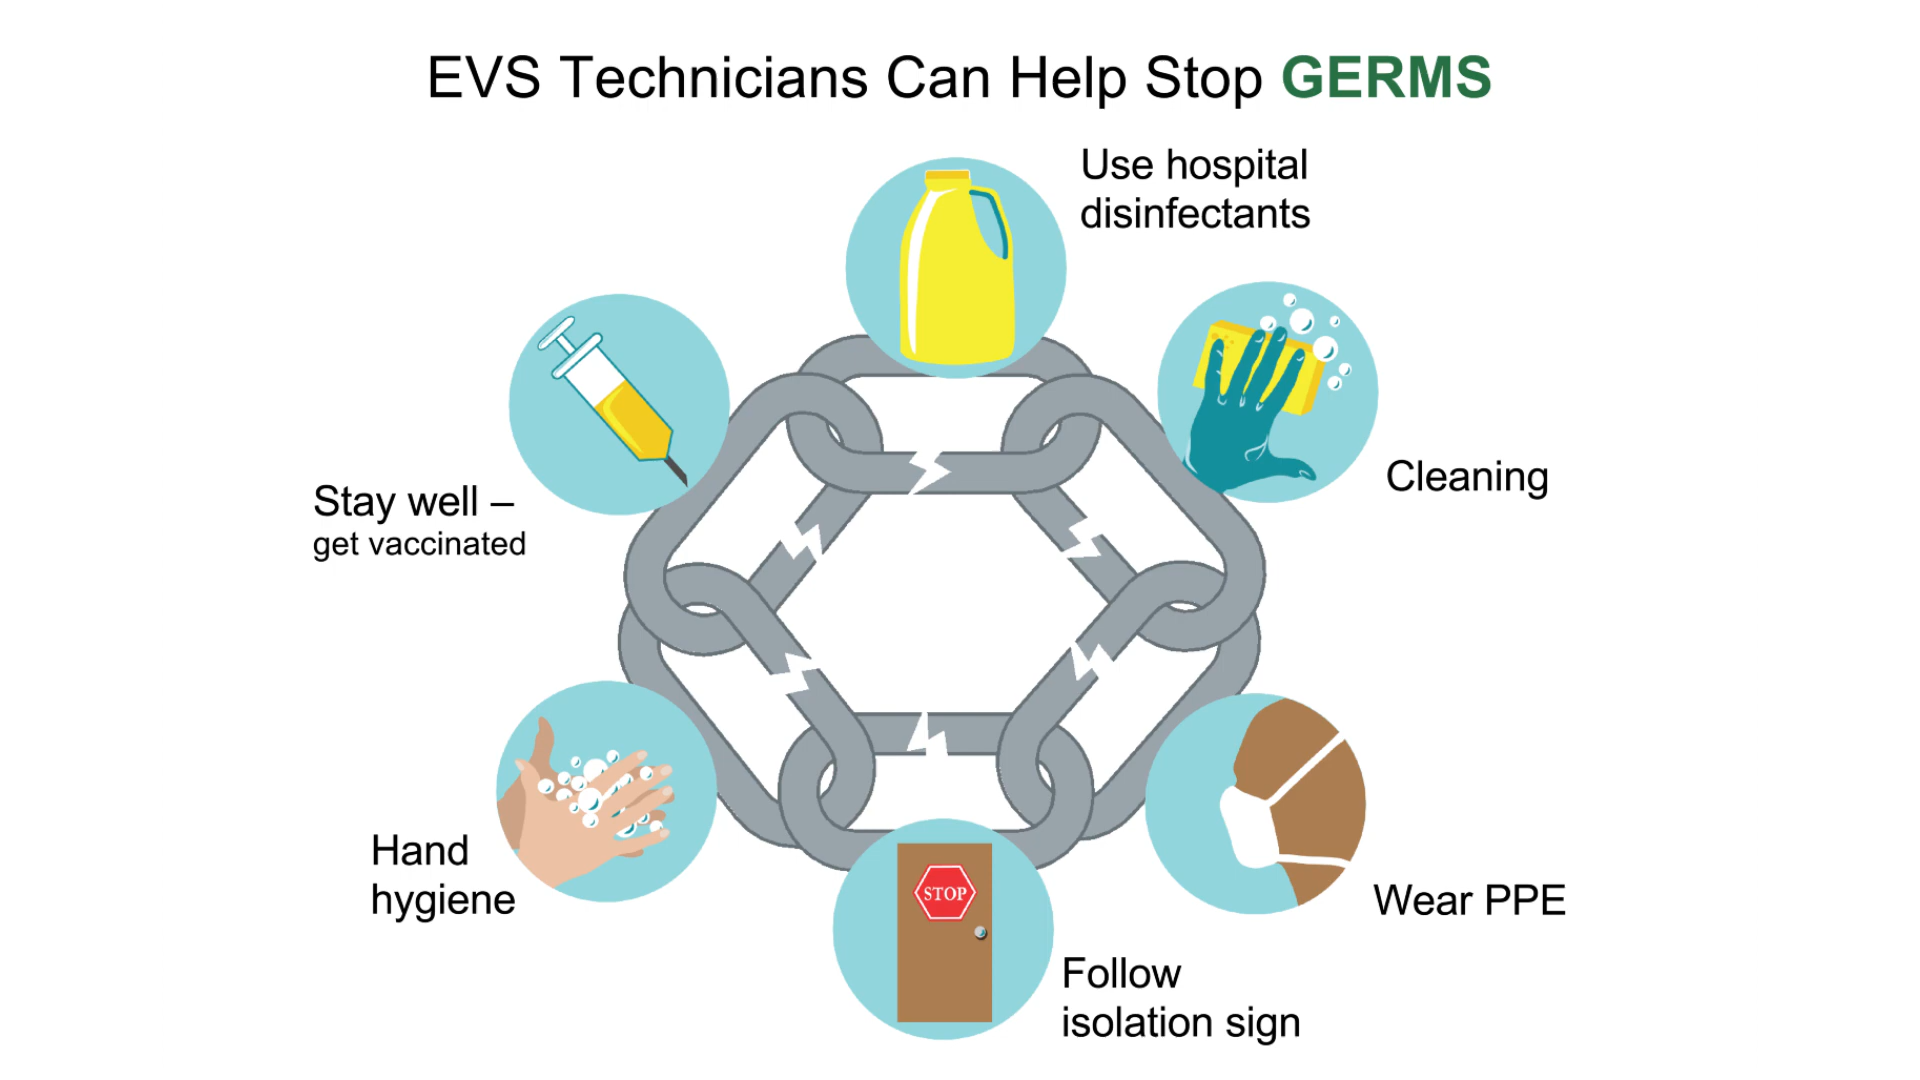 EVS Technicians Can Help Stop GERMS
Use hospital
disinfectants
Cleaning
Stay well –
get vaccinated
Hand
hygiene
Wear PPE
STOP
Follow
isolation sign